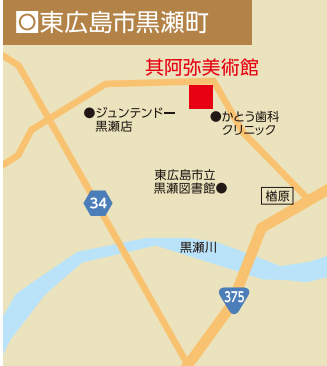 ◎東広島市黒瀬町
其阿弥美術館
●ジュンテンドー
黒瀬店
●かとう歯科
クリニック
東広島市立
黒瀬図書館●
楢原
34
黒瀬川
375